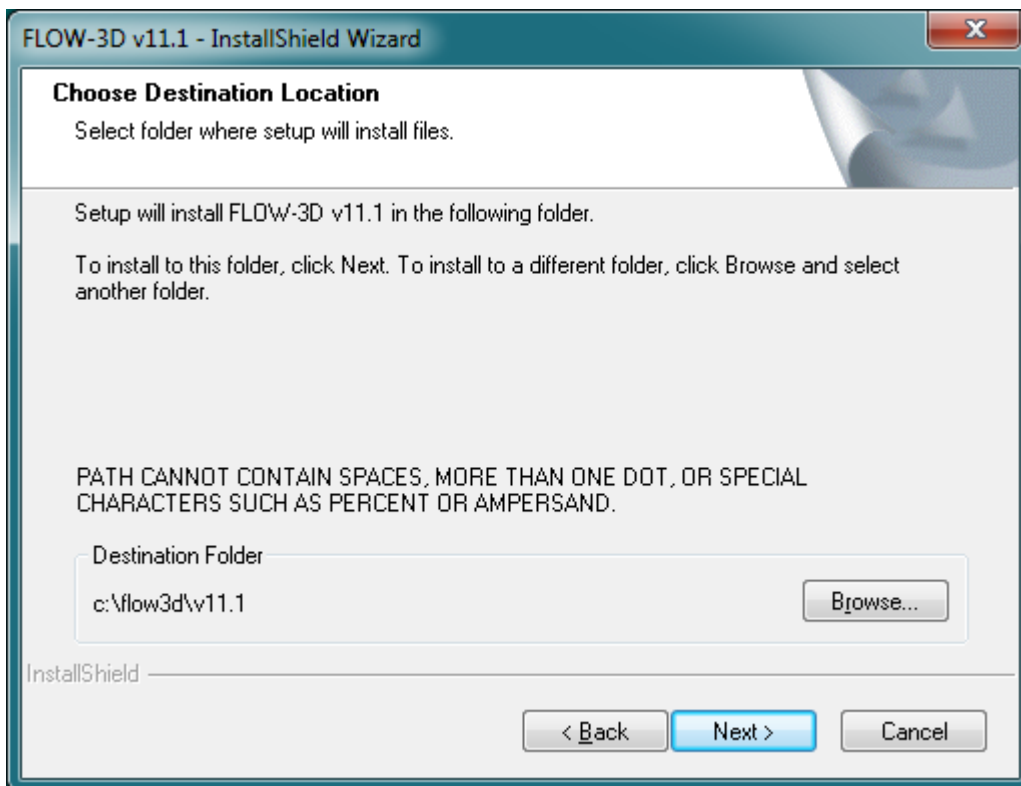 FLOW-3D v11.1 - InstallShield Wizard
Choose Destination Location
Select folder where setup will install files.
Setup will install FLOW-3D v11.1 in the following folder.
To install to this folder, click Next. To install to a different folder, click Browse and select
another folder.
PATH CANNOT CONTAIN SPACES, MORE THAN ONE DOT, OR SPECIAL
CHARACTERS SUCH AS PERCENT OR AMPERSAND.
Destination Folder
c:\flow3d\v11.1
Browse...
InstallShield
< Back
Next >
Cancel